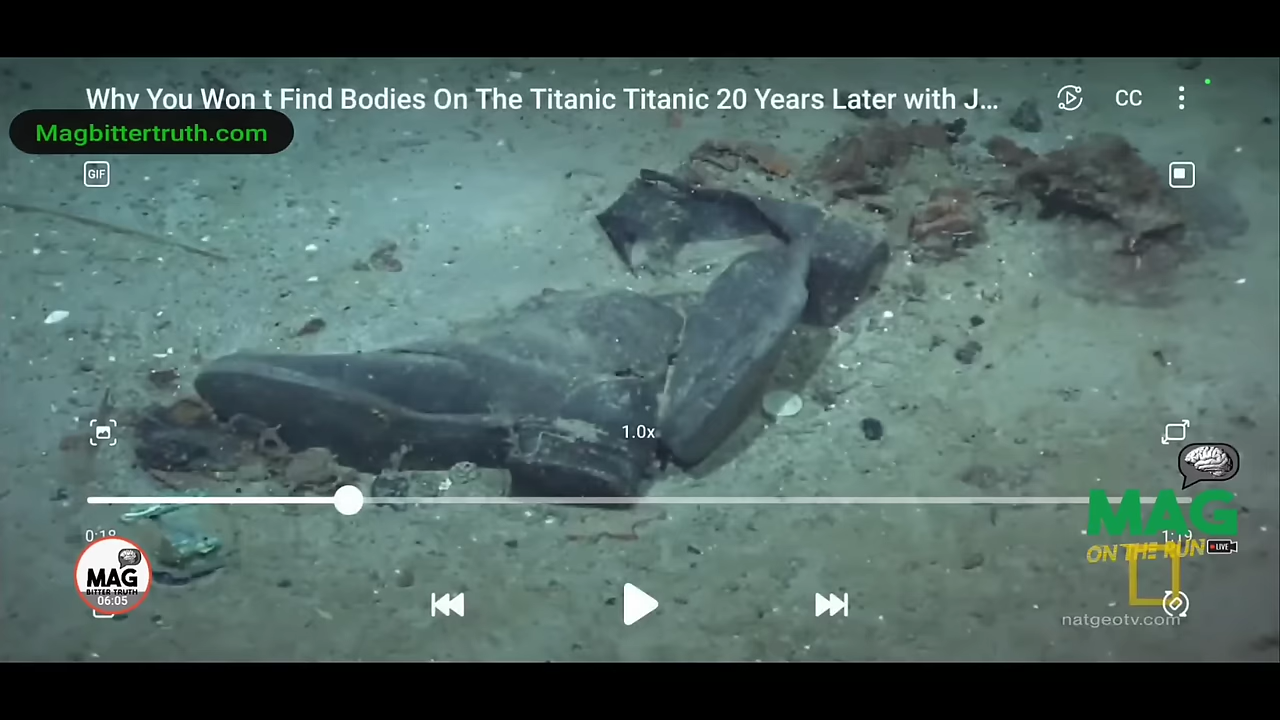 Why You Won t Find Bodies On The Titanic Titanic 20 Years Later with J...
CC
Magbittertruth.com
GIF
1.0x
0:18
1:19
MAG
ON THE RUN
LIVE
MAG
BITTER TRUTH
06:05
natgeotv.com